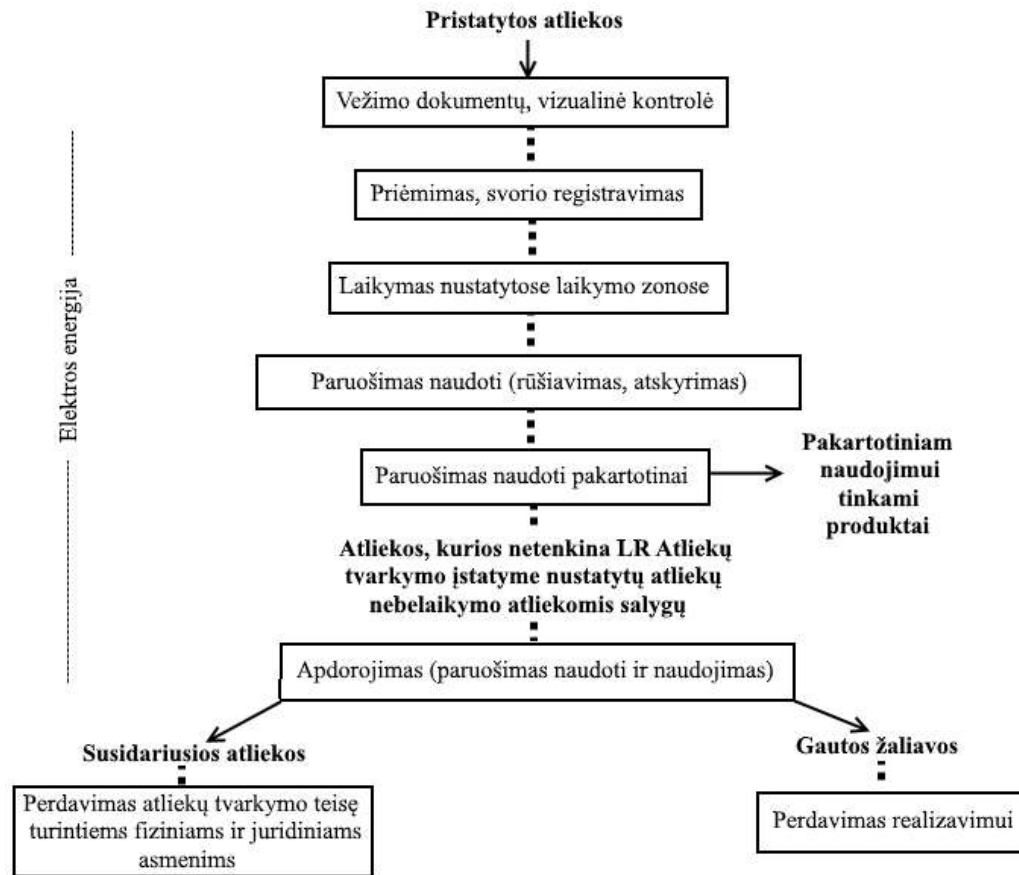 Pristatytos atliekos
Vežimo dokumentų, vizualinė kontrolė
Priėmimas, svorio registravimas
Laikymas nustatytose laikymo zonose
Elektros energija
Paruošimas naudoti (rūšiavimas, atskyrimas)
Paruošimas naudoti pakartotinai
Pakartotiniam
naudojimui
tinkami
produktai
Atliekos, kurios netenkina LR Atliekų
tvarkymo įstatyme nustatytų atliekų
nebelaikymo atliekomis salygų
Apdorojimas (paruošimas naudoti ir naudojimas)
Susidariusios atliekos
Perdavimas atliekų tvarkymo teisę
turintiems fiziniams ir juridiniams
asmenims
Gautos žaliavos
Perdavimas realizavimui